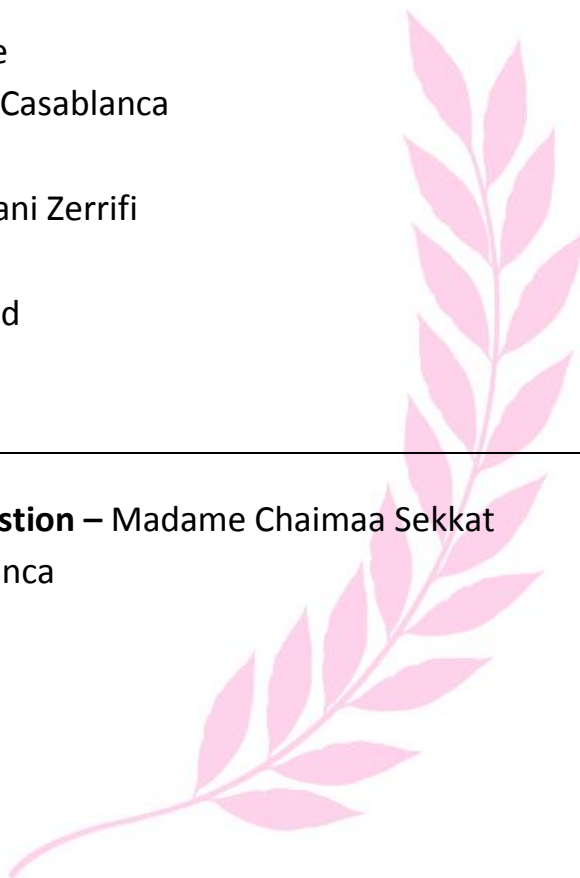 e
Casablanca
ani Zerrifi
d
stion – Madame Chaimaa Sekkat
nca